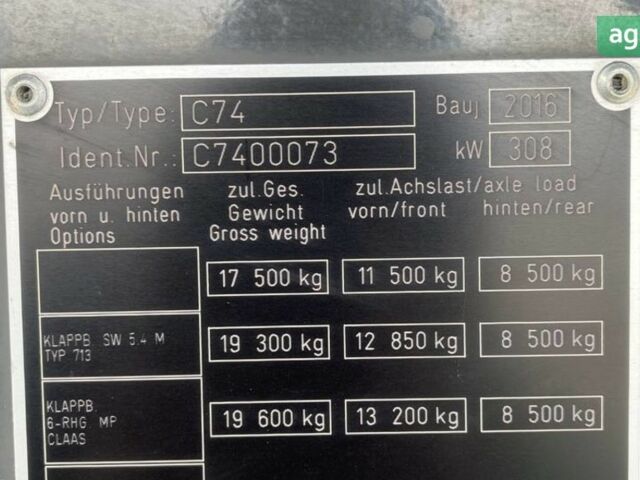 ag
Typ/Type: C74 Bauj 2016
Ident.Nr.: C7400073 kW 308
Ausführungen zul.Ges. zul.Achslast/axle load
vorn u. hinten Gewicht vorn/front hinten/rear
Options Gross weight
17 500 kg 11 500 kg 8 500 kg
KLAPPB. SW 5.4 M 19 300 kg 12 850 kg 8 500 kg
TYP 713
KLAPPB.
6-RHG MP 19 600 kg 13 200 kg 8 500 kg
CLAAS